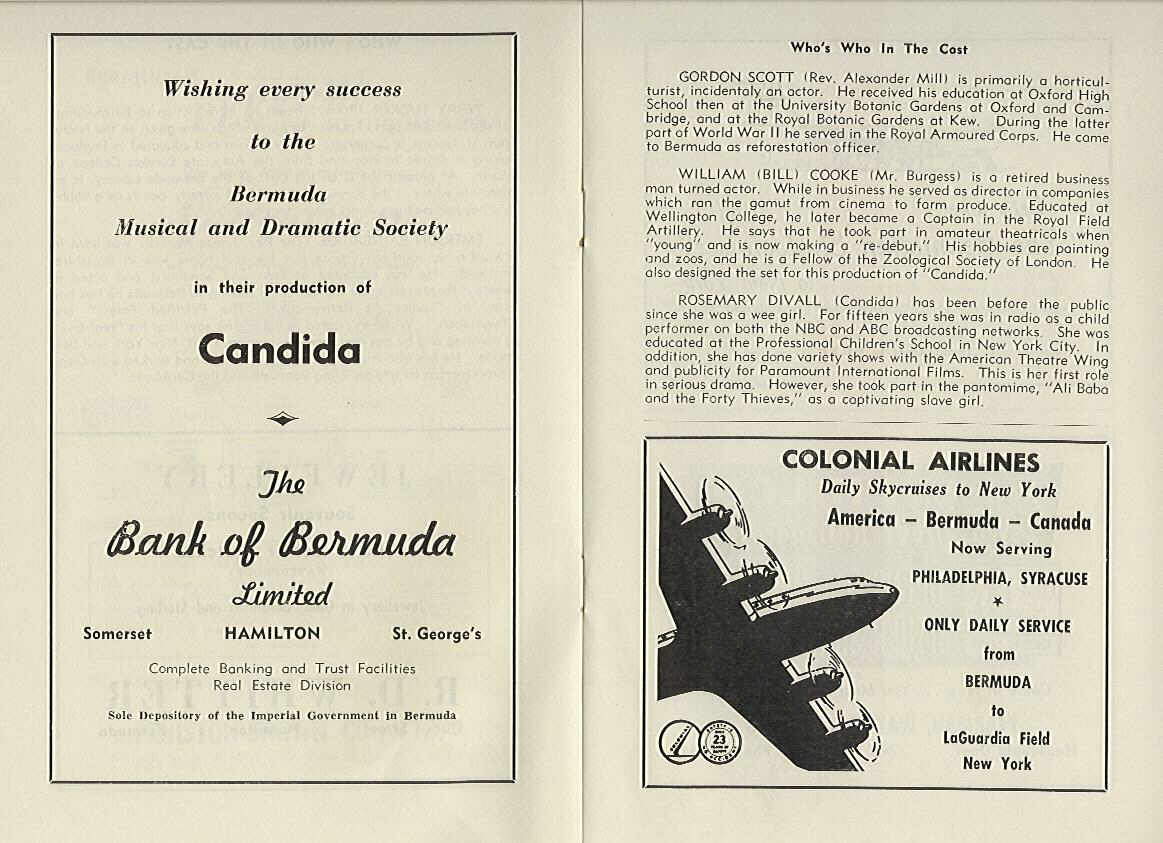 Wishing every success
to the
Bermuda
Musical and Dramatic Society
in their production of
Candida
The
Bank of Bermuda
Limited
Somerset HAMILTON St. George's
Complete Banking and Trust Facilities
Real Estate Division
Sole Depository of the Imperial Government in Bermuda
Who's Who In The Cast
GORDON SCOTT (Rev. Alexander Mill) is primarily a horticul-
turist, incidentaly an actor. He received his education at Oxford High
School then at the University Botanic Gardens at Oxford and Cam-
bridge, and at the Royal Botanic Gardens at Kew. During the latter
part of World War II he served in the Royal Armoured Corps. He came
to Bermuda as reforestation officer.
WILLIAM (BILL) COOKE (Mr. Burgess) is a retired business
man turned actor. While in business he served as director in companies
which ran the gamut from cinema to farm produce. Educated at
Wellington College, he later became a Captain in the Royal Field
Artillery. He says that he took part in amateur theatricals when
"young" and is now making a "re-debut." His hobbies are painting
and zoos, and he is a Fellow of the Zoological Society of London. He
also designed the set for this production of "Candida."
ROSEMARY DIVALL (Candida) has been before the public
since she was a wee girl. For fifteen years she was in radio as a child
performer on both the NBC and ABC broadcasting networks. She was
educated at the Professional Children's School in New York City. In
addition, she has done variety shows with the American Theatre Wing
and publicity for Paramount International Films. This is her first role
in serious drama. However, she took part in the pantomime, "Ali Baba
and the Forty Thieves," as a captivating slave girl.
COLONIAL AIRLINES
Daily Skycruises to New York
America – Bermuda – Canada
Now Serving
PHILADELPHIA, SYRACUSE
ONLY DAILY SERVICE
from
BERMUDA
to
LaGuardia Field
New York
COLONIAL
23